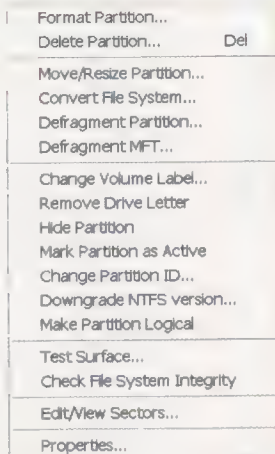 Format Partition...
Delete Partition... Del
Move/Resize Partition...
Convert File System...
Defragment Partition...
Defragment MFT...
Change Volume Label...
Remove Drive Letter
Hide Partition
Mark Partition as Active
Change Partition ID...
Downgrade NTFS version...
Make Partition Logical
Test Surface...
Check File System Integrity
Edit/View Sectors...
Properties...